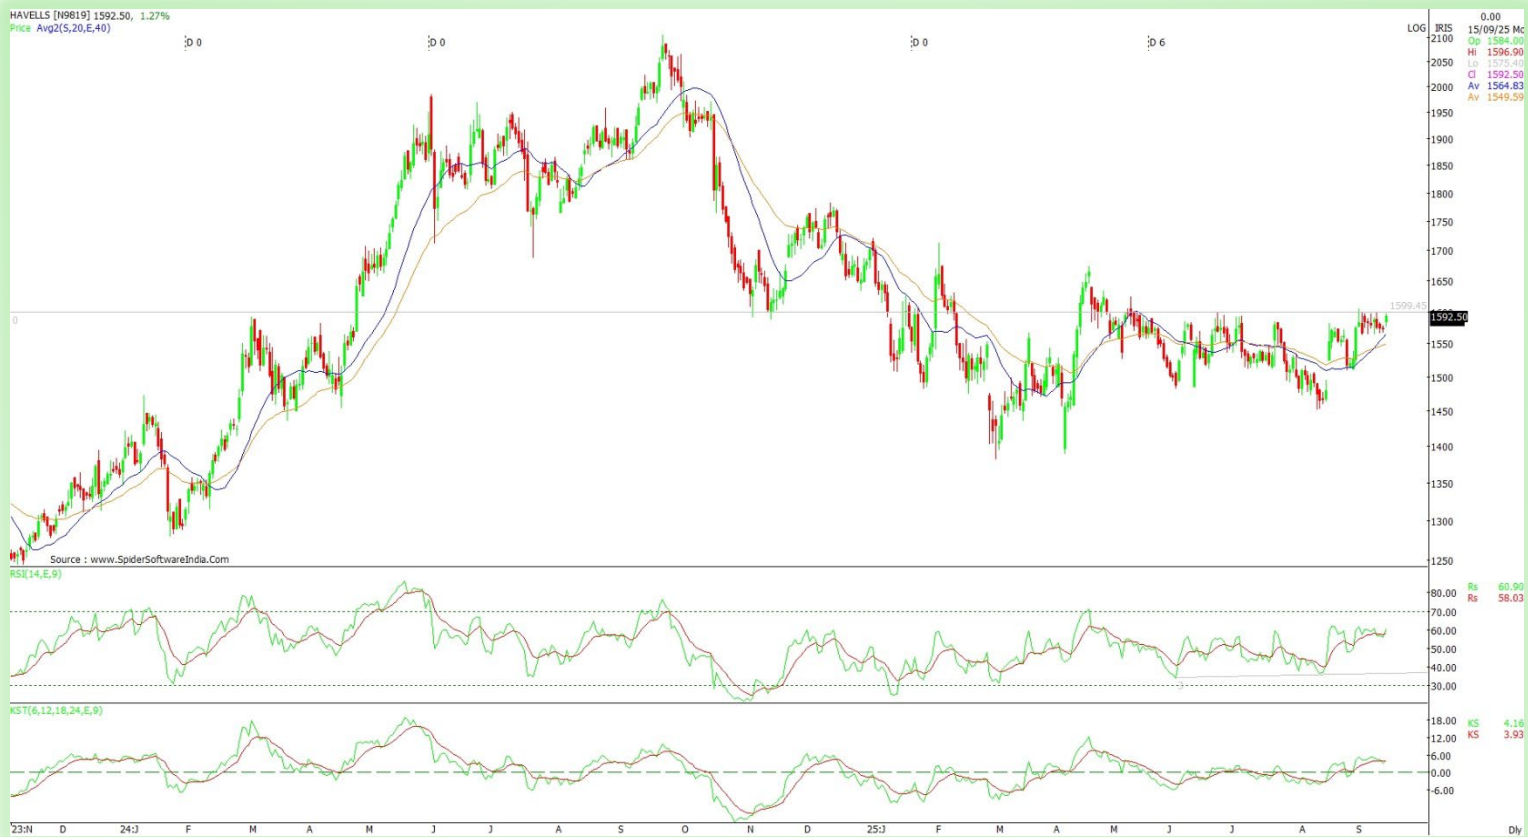 HAVELLS [N9819] 1592.50, 1.27%
Price Avg2(S,20,E,40)
D 0
D 0
D 0
D 6
LOG
IRIS
0.00
15/09/25 Mo
Op 1584.00
Hi 1596.90
Lo 1575.40
Cl 1592.50
Av 1564.83
Av 1549.59
2100
2050
2000
1950
1900
1850
1800
1750
1700
1650
1599.45
0
1592.50
1550
1500
1450
1400
1350
1300
1250
Source : www.SpiderSoftwareIndia.com
RSI(14,E,9)
Rs 60.90
Rs 58.03
80.00
70.00
60.00
50.00
40.00
30.00
KST(6,12,18,24,E,9)
KS 4.16
KS 3.93
18.00
12.00
6.00
0.00
-6.00
23:N D 24:J F M A M J J A S O N D 25:J F M A M J J A S
Dly